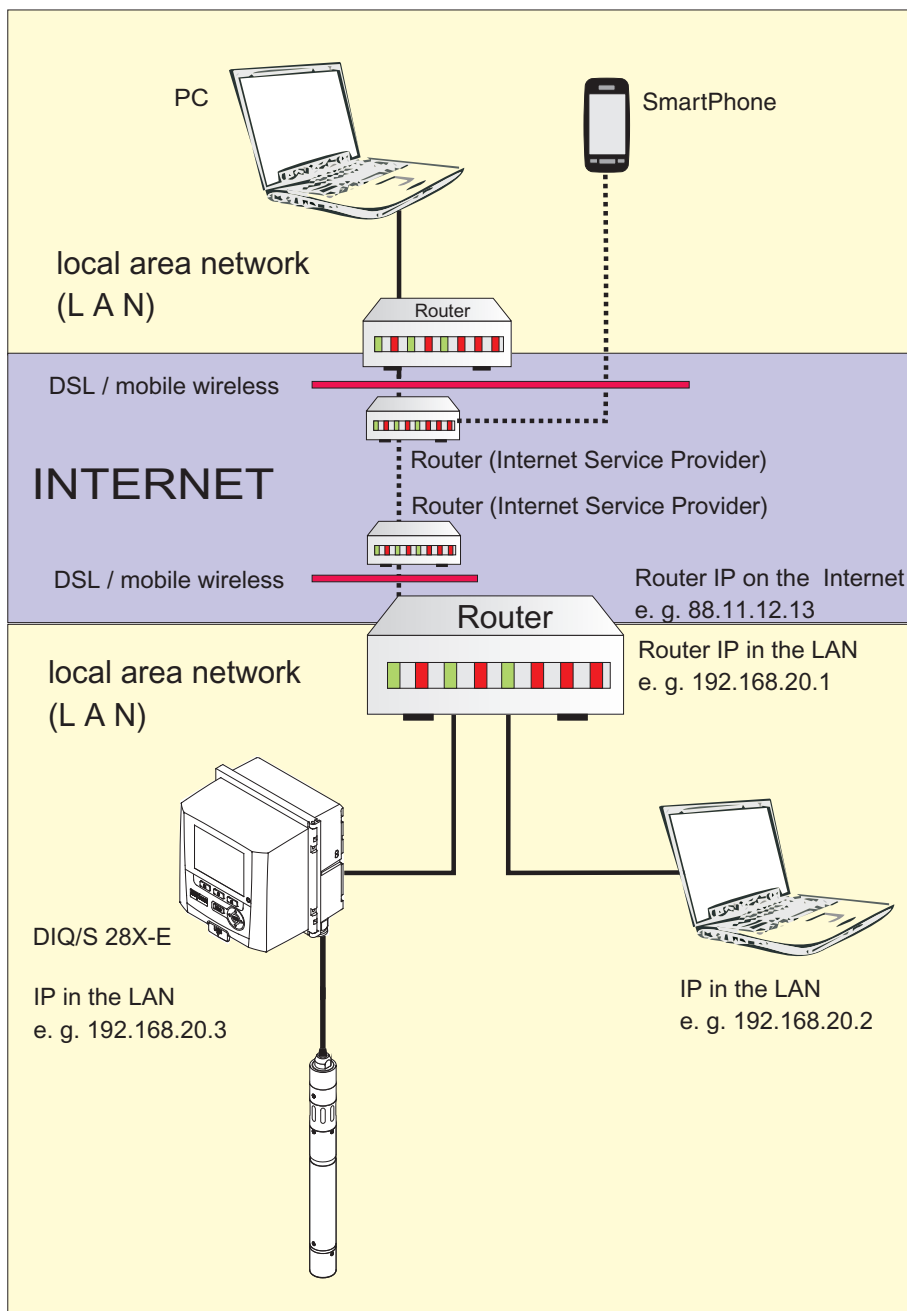 PC
SmartPhone
local area network
(L A N)
Router
DSL / mobile wireless
Router (Internet Service Provider)
INTERNET
Router (Internet Service Provider)
DSL / mobile wireless
Router IP on the Internet
e. g. 88.11.12.13
Router
Router IP in the LAN
e. g. 192.168.20.1
local area network
(L A N)
DIQ/S 28X-E
IP in the LAN
e. g. 192.168.20.3
IP in the LAN
e. g. 192.168.20.2